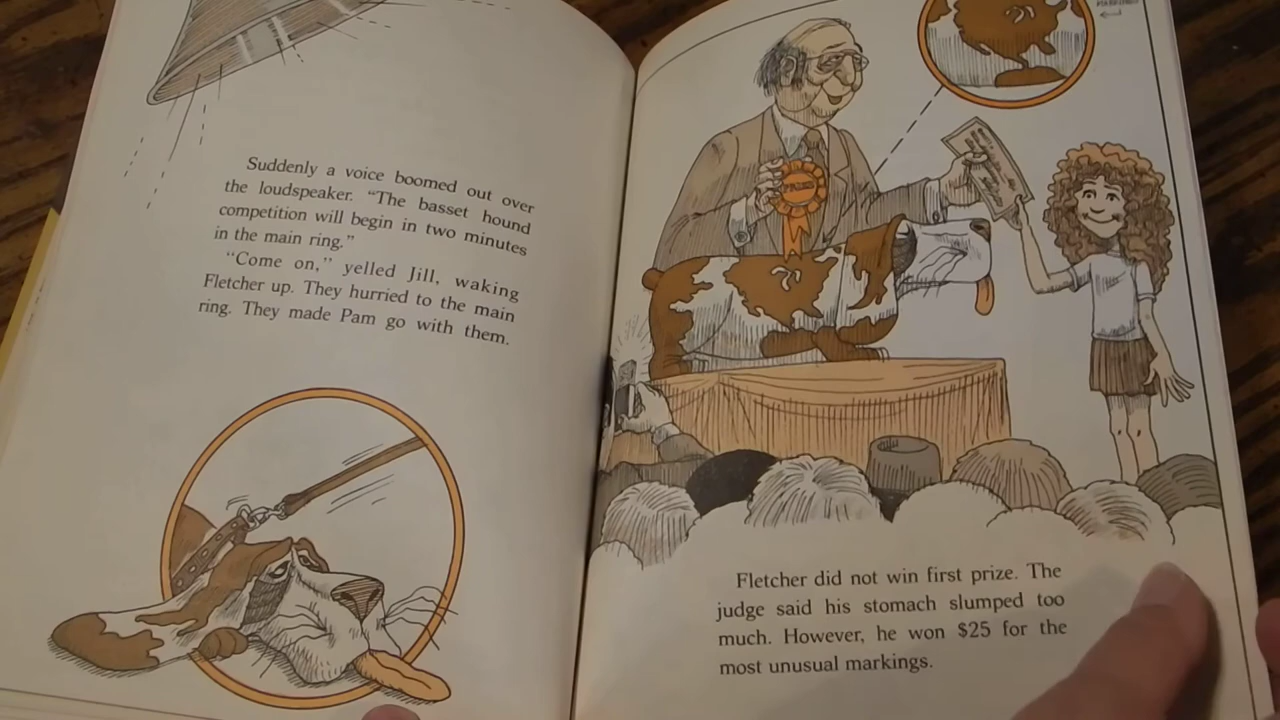 Suddenly a voice boomed out over
the loudspeaker. "The basset hound
competition will begin in two minutes
in the main ring."
"Come on," yelled Jill, waking
Fletcher up. They hurried to the main
ring. They made Pam go with them.
PRIZE
Fletcher did not win first prize. The
judge said his stomach slumped too
much. However, he won $25 for the
most unusual markings.